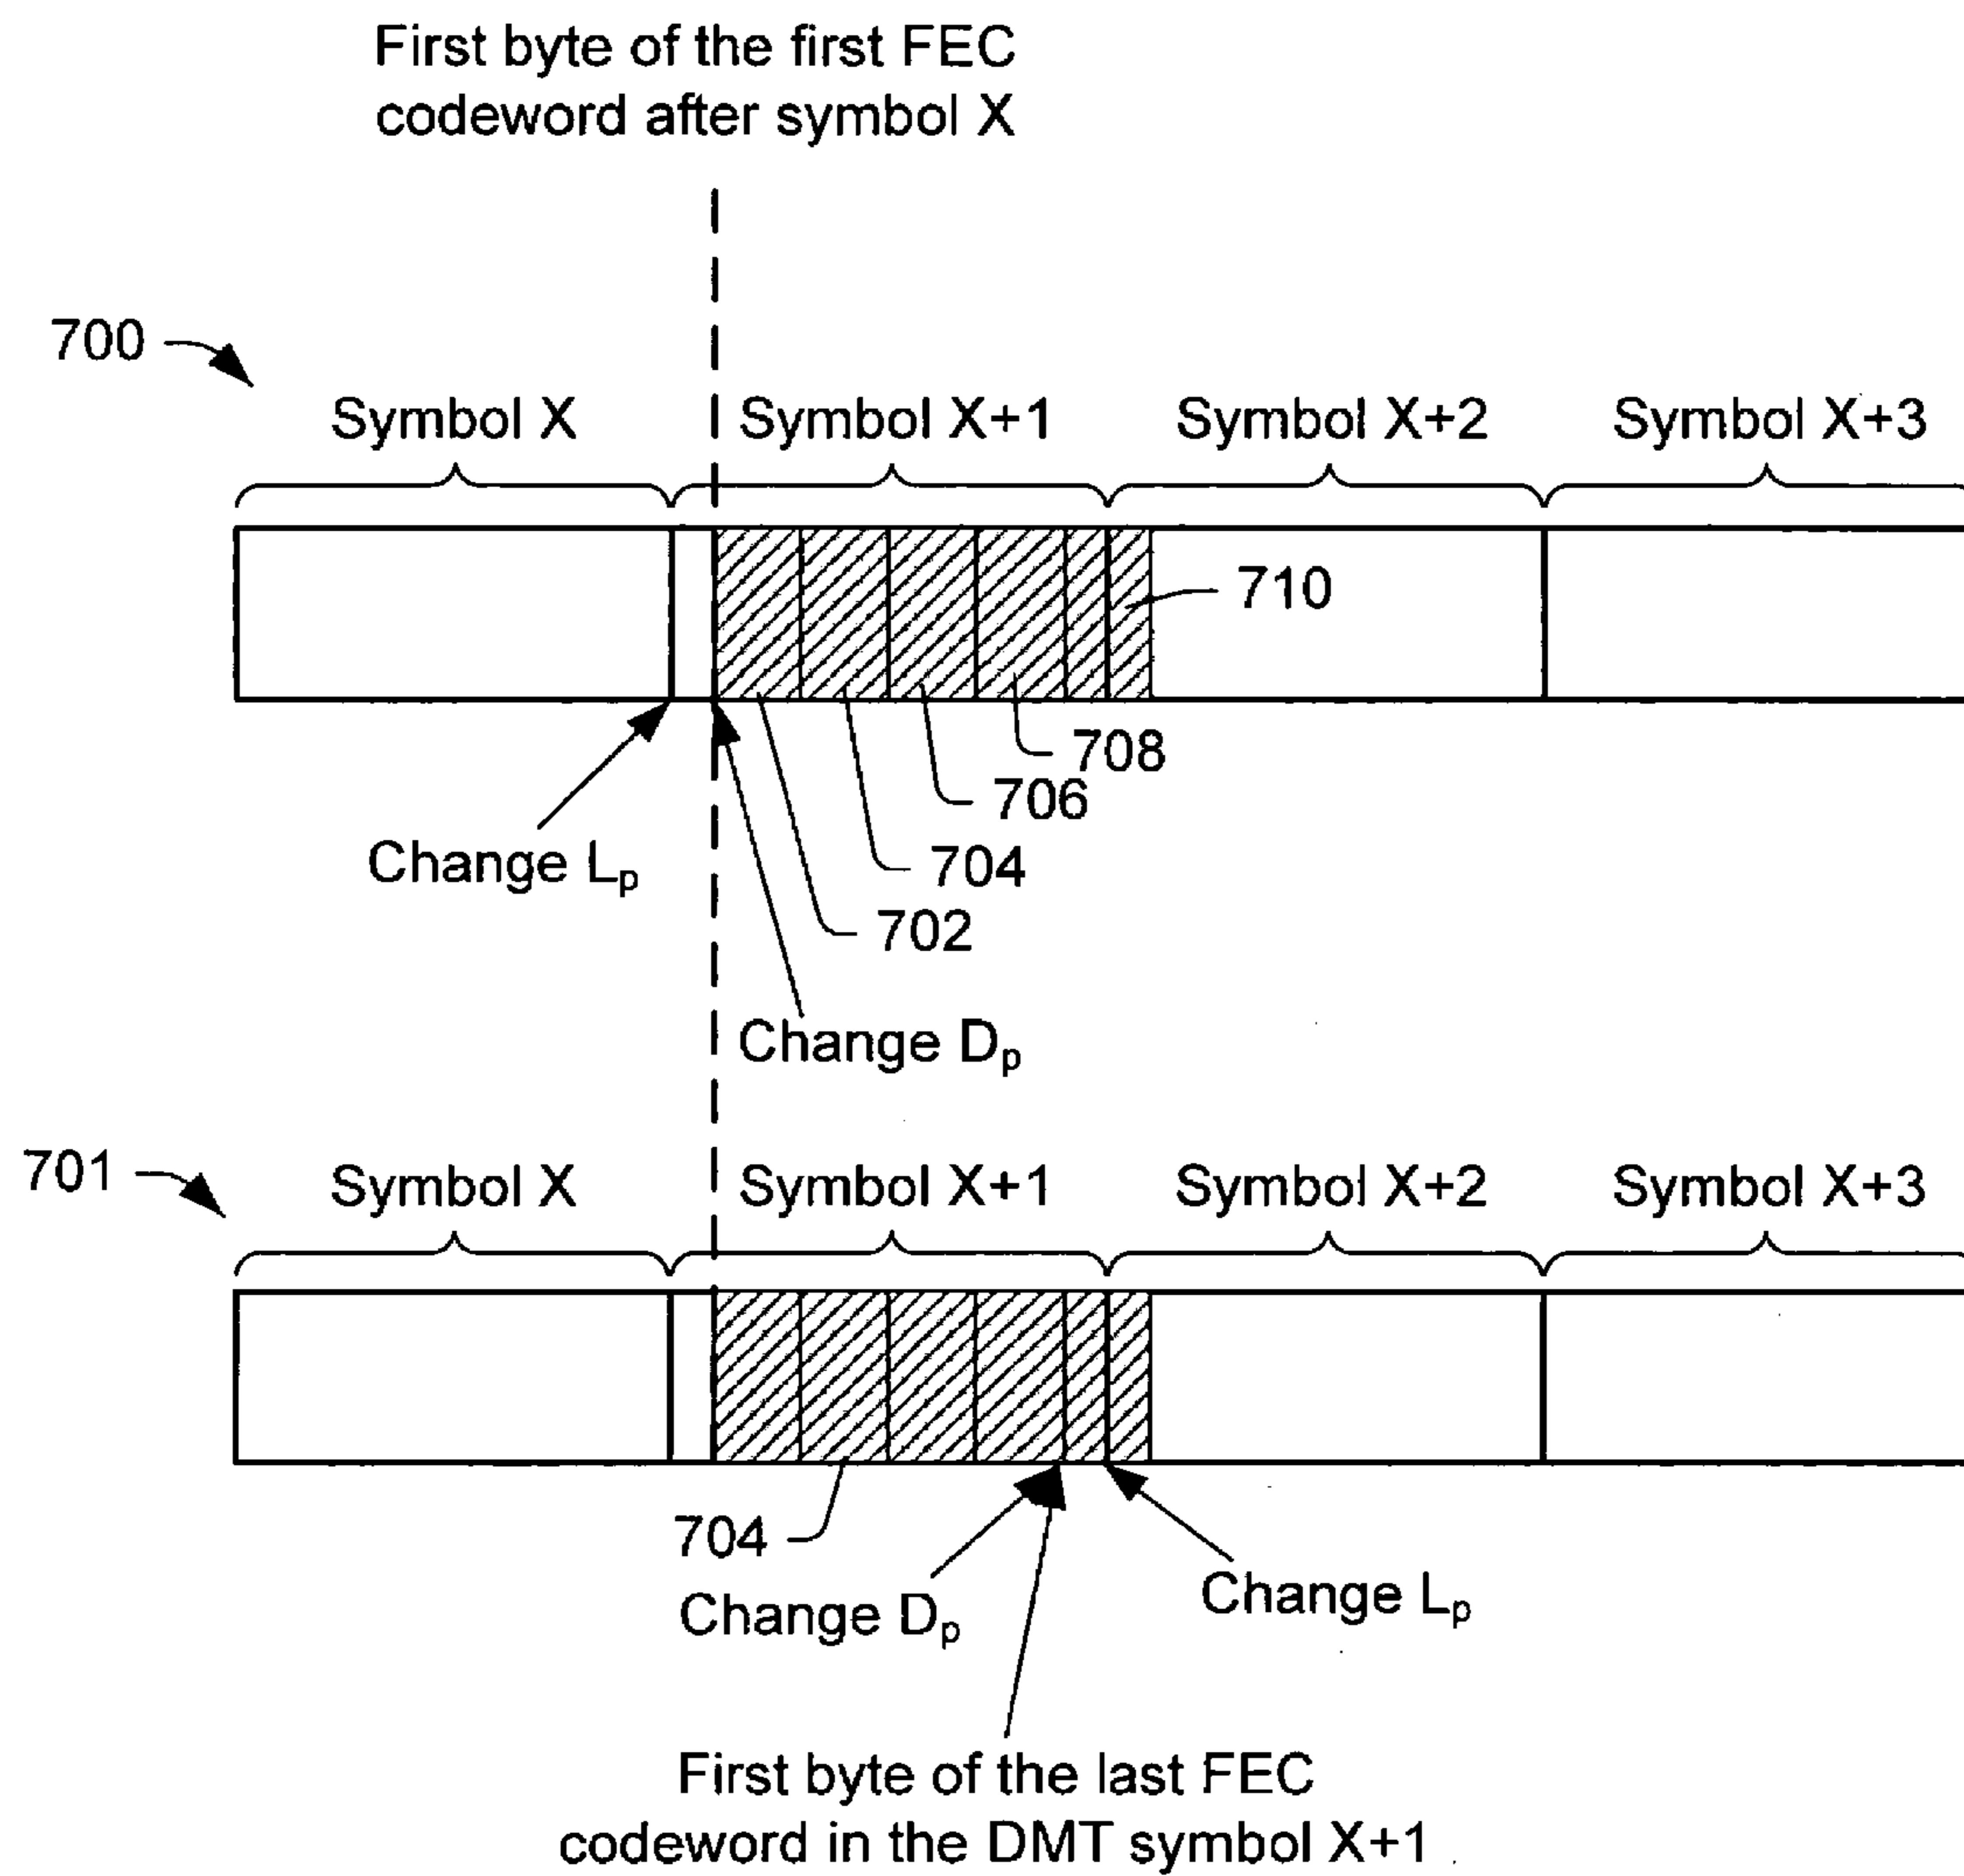 First byte of the first FEC
codeword after symbol X
700
Symbol X
Symbol X+1
Symbol X+2
Symbol X+3
710
708
706
Change Lp
704
702
Change Dp
701
Symbol X
Symbol X+1
Symbol X+2
Symbol X+3
704
Change Dp
Change Lp
First byte of the last FEC
codeword in the DMT symbol X+1